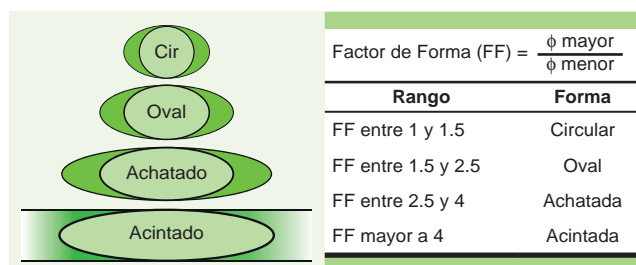 Cir
Oval
Achatado
Acintado
Factor de Forma (FF) = ϕ mayor
ϕ menor
Rango Forma
FF entre 1 y 1.5 Circular
FF entre 1.5 y 2.5 Oval
FF entre 2.5 y 4 Achatada
FF mayor a 4 Acintada